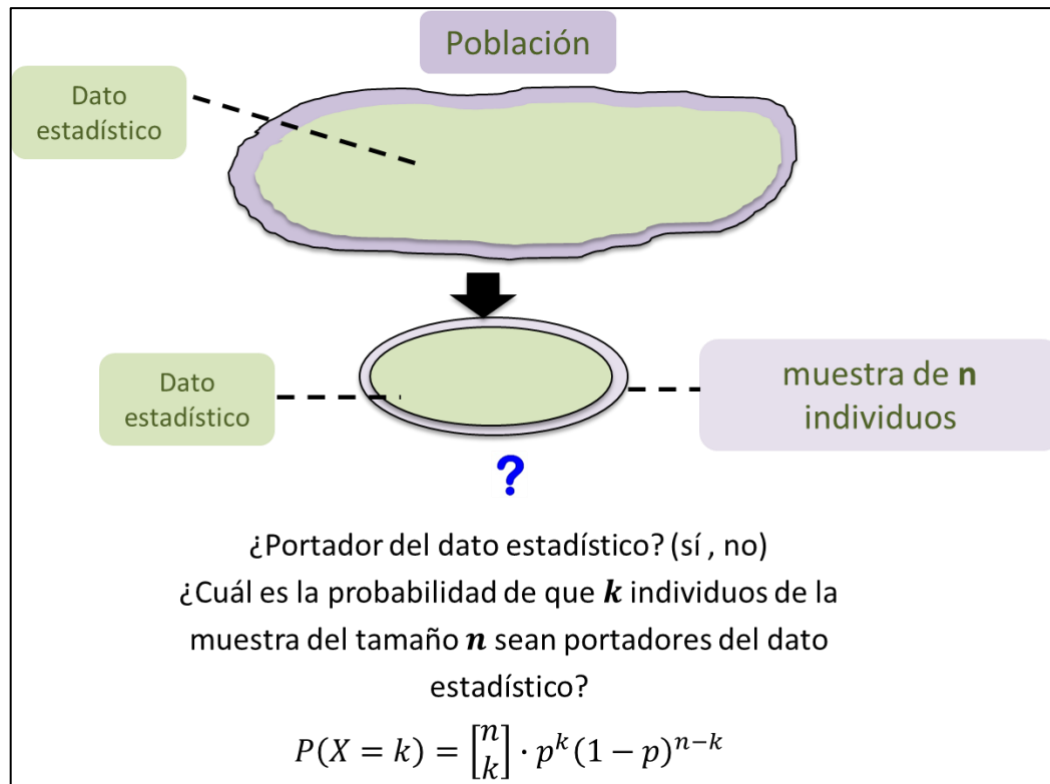 Población
Dato
estadístico
Dato
estadístico
muestra de n
individuos
?
¿Portador del dato estadístico? (sí , no)
¿Cuál es la probabilidad de que k individuos de la
muestra del tamaño n sean portadores del dato
estadístico?
P(X = k) = [n k] · p^k (1 − p)^{n−k}